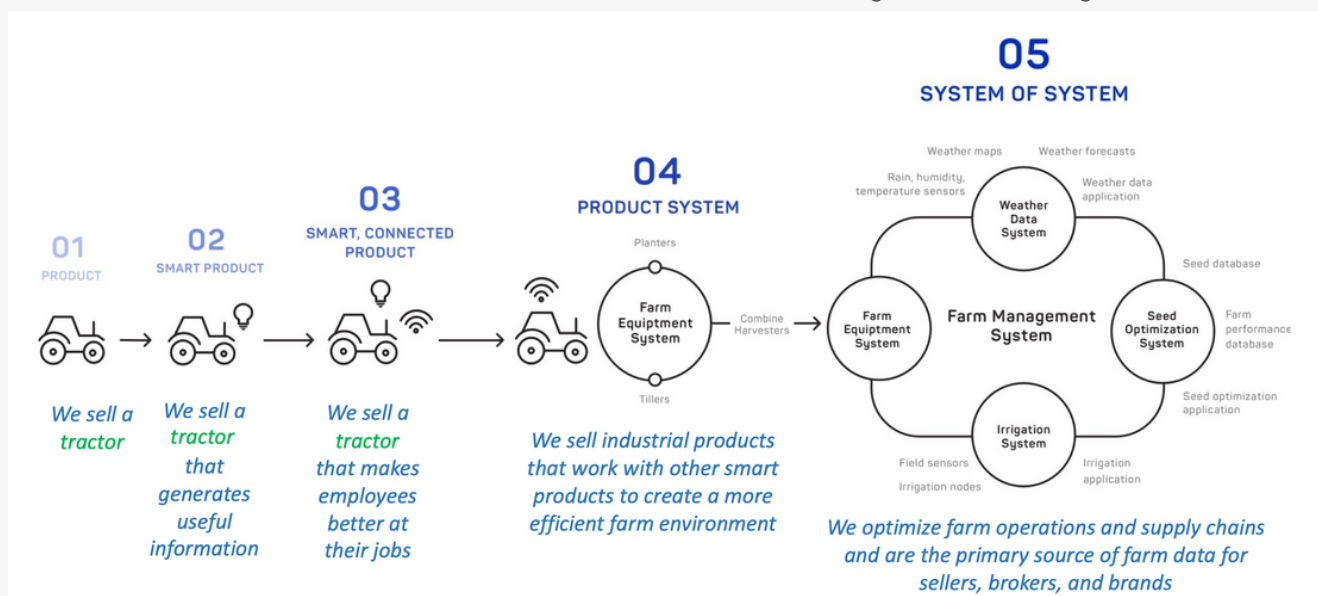 01
PRODUCT
We sell a
tractor
02
SMART PRODUCT
We sell a
tractor
that
generates
useful
information
03
SMART, CONNECTED
PRODUCT
We sell a
tractor
that makes
employees
better at
their jobs
04
PRODUCT SYSTEM
Planters
Farm
Equiptment
System
Combine
Harvesters
Tillers
We sell industrial products
that work with other smart
products to create a more
efficient farm environment
05
SYSTEM OF SYSTEM
Weather maps
Weather forecasts
Rain, humidity,
temperature sensors
Weather data
application
Weather
Data
System
Seed database
Farm
Equiptment
System
Farm Management
System
Seed
Optimization
System
Farm
performance
database
Seed optimization
application
Irrigation
System
Field sensors
Irrigation nodes
Irrigation
application
We optimize farm operations and supply chains
and are the primary source of farm data for
sellers, brokers, and brands